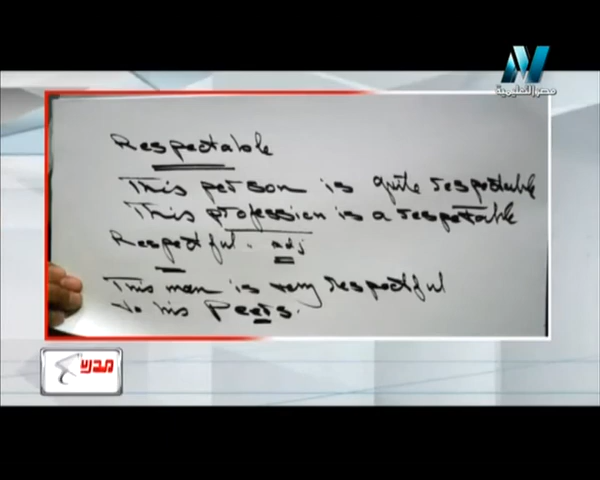 مصر التعليمية
Respectable
This person is quite respectable
This profession is a respectable
Respectful. adj
This man is very respectful
to his Peers.